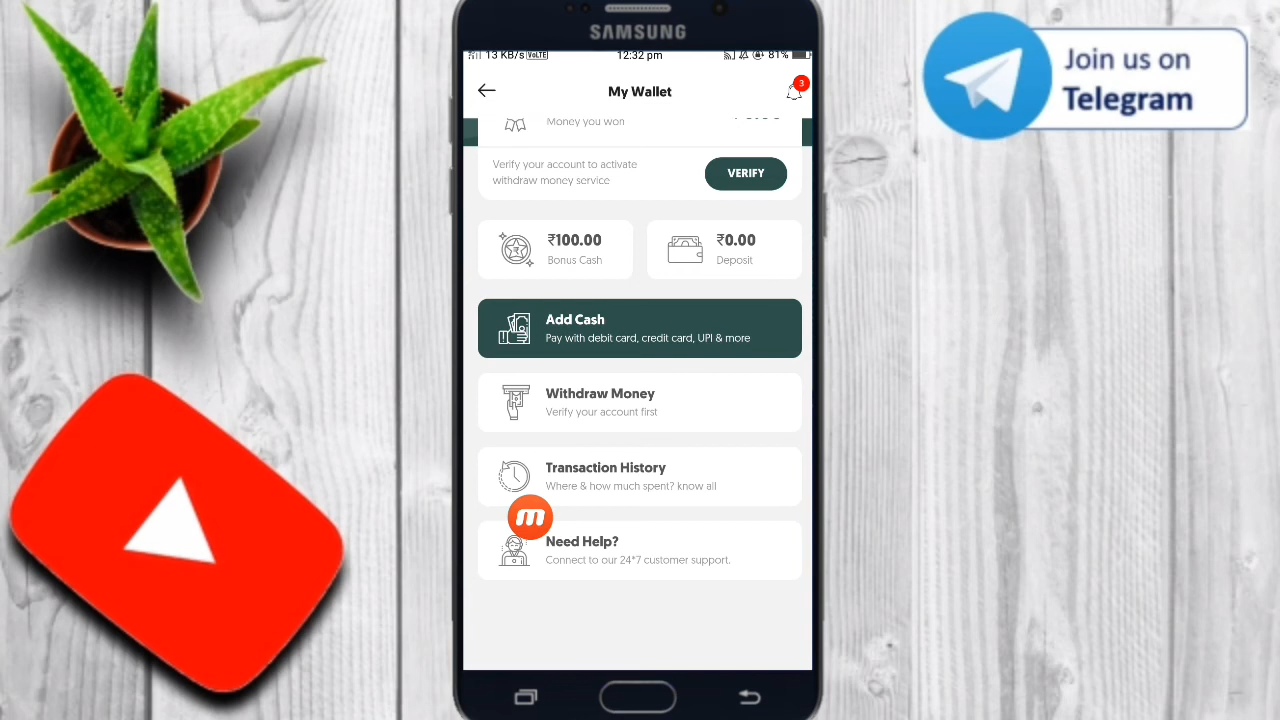 SAMSUNG
13 KB/s VoLTE 12:32 pm 81%
My Wallet
3
Money you won
Verify your account to activate
withdraw money service
VERIFY
₹100.00
Bonus Cash
₹0.00
Deposit
Add Cash
Pay with debit card, credit card, UPI & more
Withdraw Money
Verify your account first
Transaction History
Where & how much spent? know all
m
Need Help?
Connect to our 24*7 customer support.
Join us on
Telegram